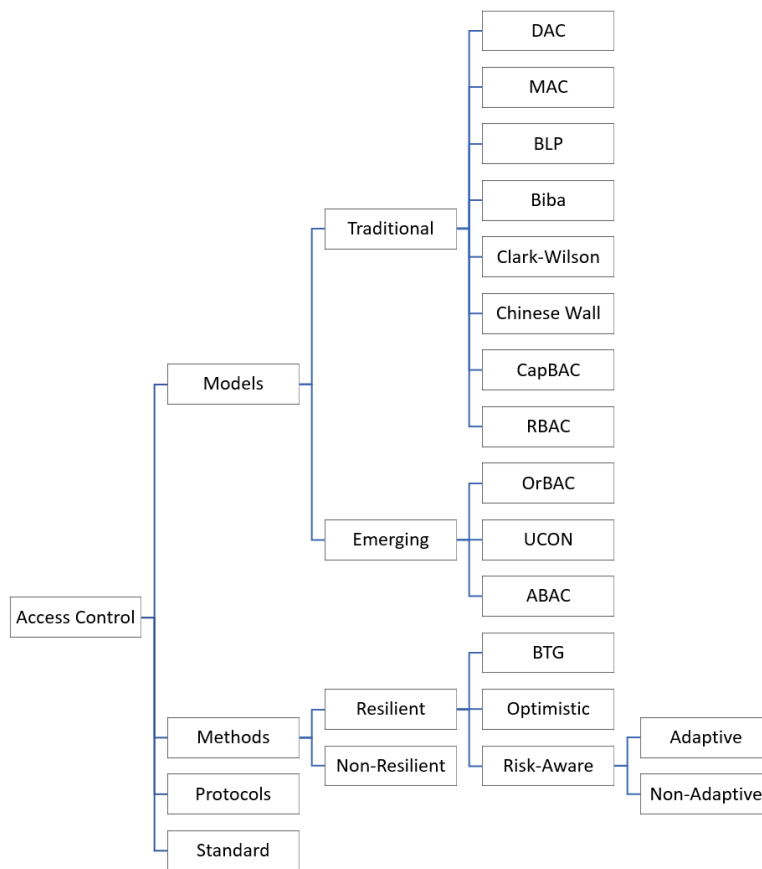 DAC
MAC
BLP
Biba
Traditional
Clark-Wilson
Chinese Wall
Models
CapBAC
RBAC
OrBAC
Emerging
UCON
ABAC
Access Control
BTG
Resilient
Optimistic
Methods
Adaptive
Non-Resilient
Risk-Aware
Protocols
Non-Adaptive
Standard